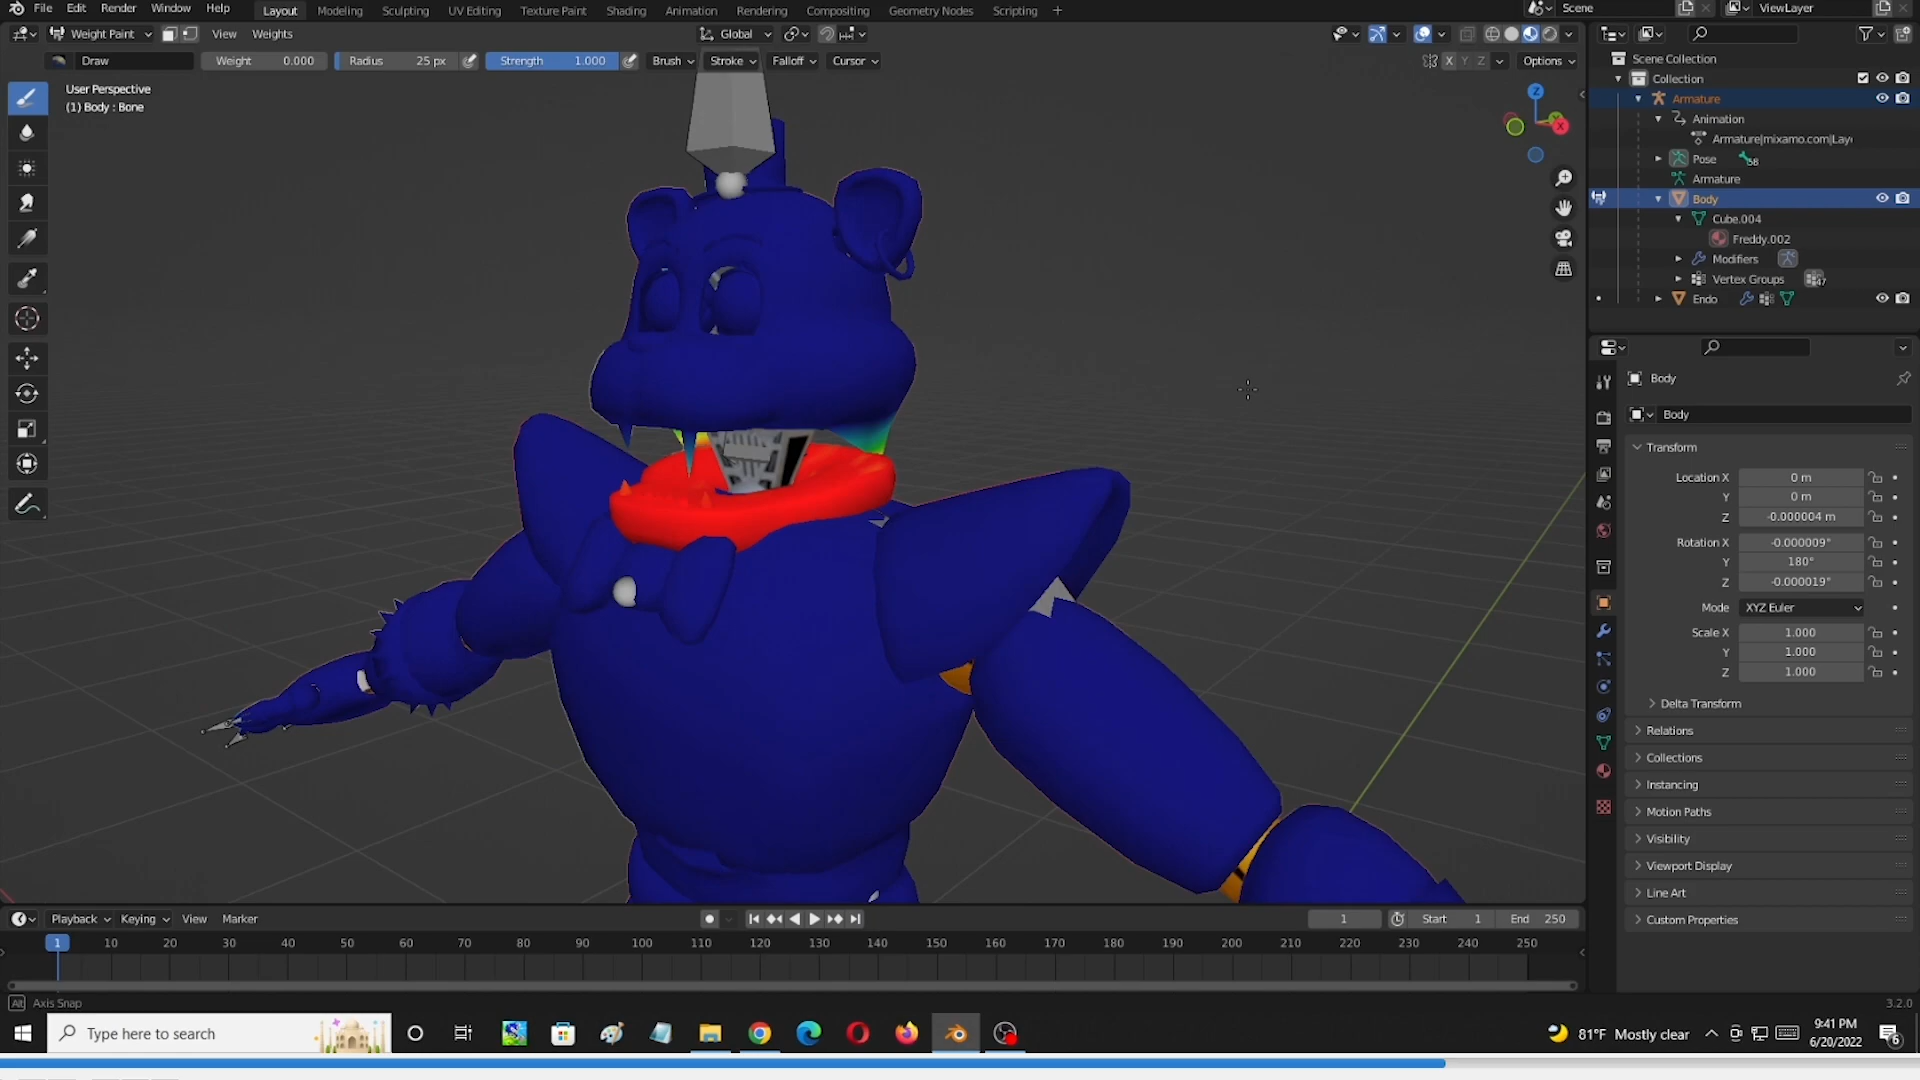 File Edit Render Window Help Layout Modeling Sculpting UV Editing Texture Paint Shading Animation Rendering Compositing Geometry Nodes Scripting + Scene ViewLayer
Weight Paint View Weights Global
Draw Weight 0.000 Radius 25 px Strength 1.000 Brush Stroke Falloff Cursor X Y Z Options
User Perspective
(1) Body : Bone
Z
X
Scene Collection
Collection
Armature
Animation
Armature|mixamo.com|Lay
Pose 58
Armature
Body
Cube.004
Freddy.002
Modifiers
Vertex Groups 47
Endo
Body
Body
Transform
Location X 0 m
Y 0 m
Z -0.000004 m
Rotation X -0.000009°
Y 180°
Z -0.000019°
Mode XYZ Euler
Scale X 1.000
Y 1.000
Z 1.000
Delta Transform
Relations
Collections
Instancing
Motion Paths
Visibility
Viewport Display
Line Art
Custom Properties
Playback Keying View Marker 1 Start 1 End 250
1 10 20 30 40 50 60 70 80 90 100 110 120 130 140 150 160 170 180 190 200 210 220 230 240 250
Alt Axis Snap 3.2.0
Type here to search 81°F Mostly clear 9:41 PM
6/20/2022 6